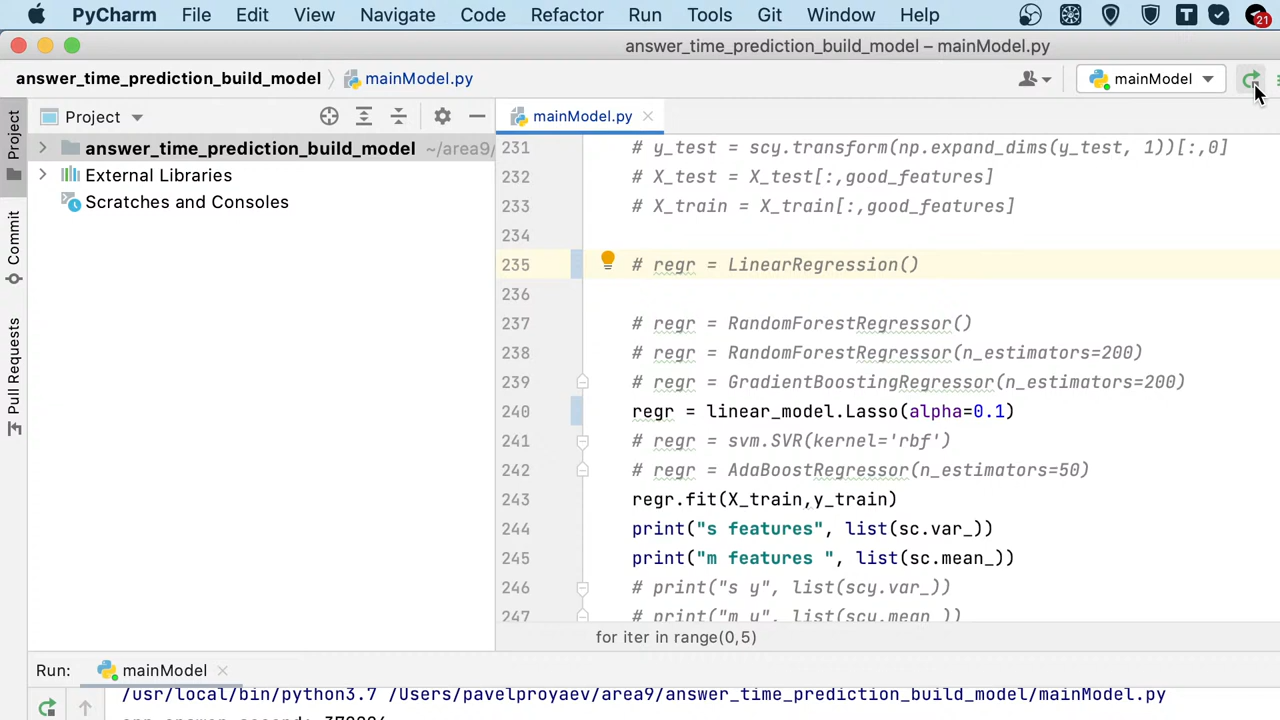 PyCharm File Edit View Navigate Code Refactor Run Tools Git Window Help T 21
answer_time_prediction_build_model – mainModel.py
answer_time_prediction_build_model mainModel.py mainModel
Project
Commit
Pull Requests
Project
answer_time_prediction_build_model ~/area9/
External Libraries
Scratches and Consoles
mainModel.py
231 # y_test = scy.transform(np.expand_dims(y_test, 1))[:,0]
232 # X_test = X_test[:,good_features]
233 # X_train = X_train[:,good_features]
234
235 # regr = LinearRegression()
236
237 # regr = RandomForestRegressor()
238 # regr = RandomForestRegressor(n_estimators=200)
239 # regr = GradientBoostingRegressor(n_estimators=200)
240 regr = linear_model.Lasso(alpha=0.1)
241 # regr = svm.SVR(kernel='rbf')
242 # regr = AdaBoostRegressor(n_estimators=50)
243 regr.fit(X_train,y_train)
244 print("s features", list(sc.var_))
245 print("m features ", list(sc.mean_))
246 # print("s y", list(scy.var_))
247 # print("m y", list(scy.mean_))
for iter in range(0,5)
Run: mainModel
/usr/local/bin/python3.7 /Users/pavelproyaev/area9/answer_time_prediction_build_model/mainModel.py